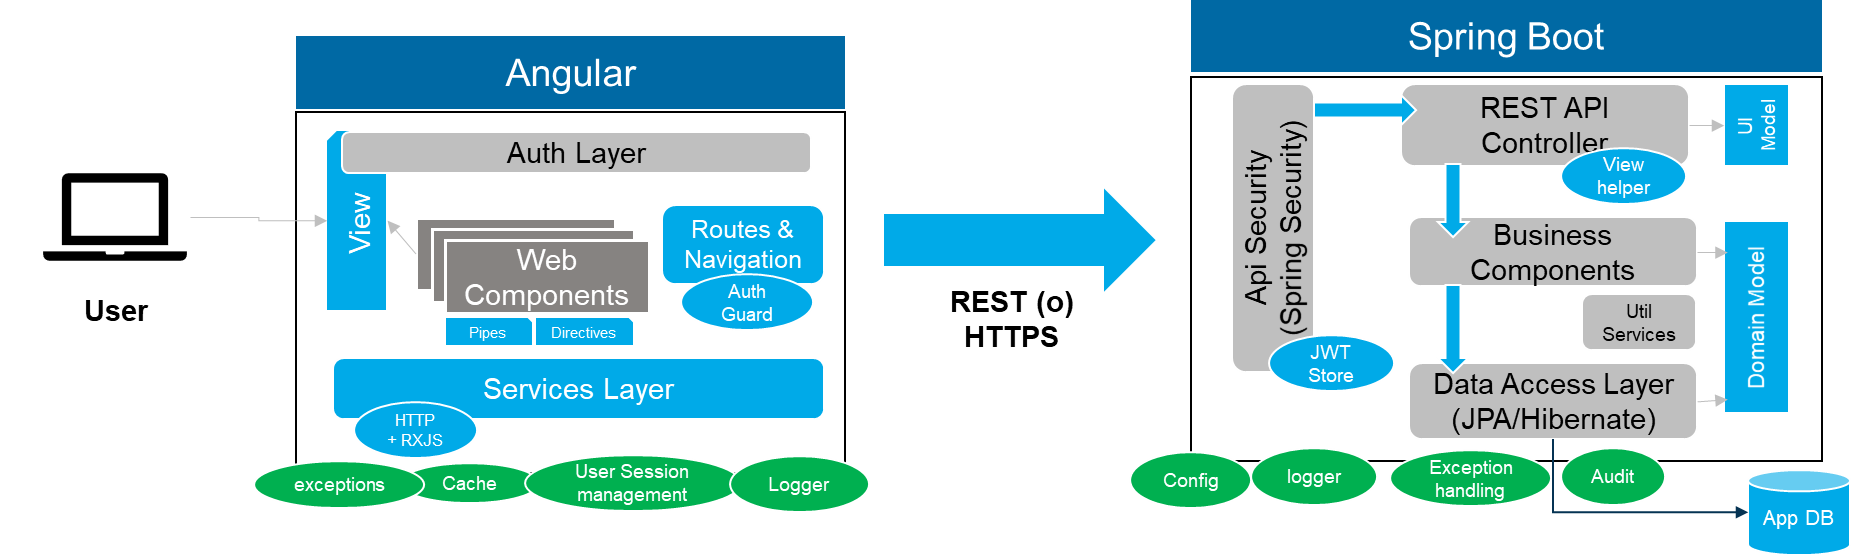 User
Angular
Auth Layer
View
Web
Components
Pipes
Directives
Routes &
Navigation
Auth
Guard
Services Layer
HTTP
+ RXJS
exceptions
Cache
User Session
management
Logger
REST (o)
HTTPS
Spring Boot
Api Security
(Spring Security)
JWT
Store
REST API
Controller
View
helper
UI
Model
Business
Components
Util
Services
Domain Model
Data Access Layer
(JPA/Hibernate)
Config
logger
Exception
handling
Audit
App DB